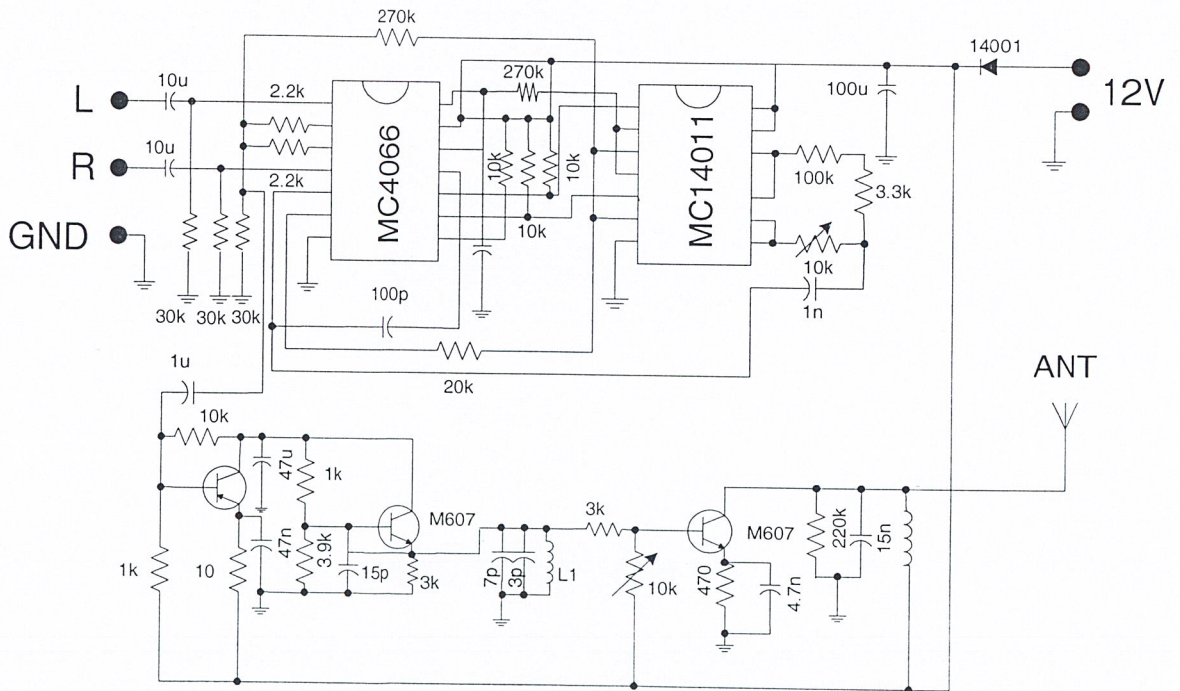 270k
14001
10u
2.2k
270k
100u
12V
L
MC4066
MC14011
10k
10k
100k
3.3k
R
10u
2.2k
10k
GND
10k
1n
30k
30k
30k
100p
20k
1u
ANT
10k
47u
1k
M607
3k
M607
220k
15n
47n
3.9k
15p
3k
7p
3p
L1
10k
470
4.7n
1k
10